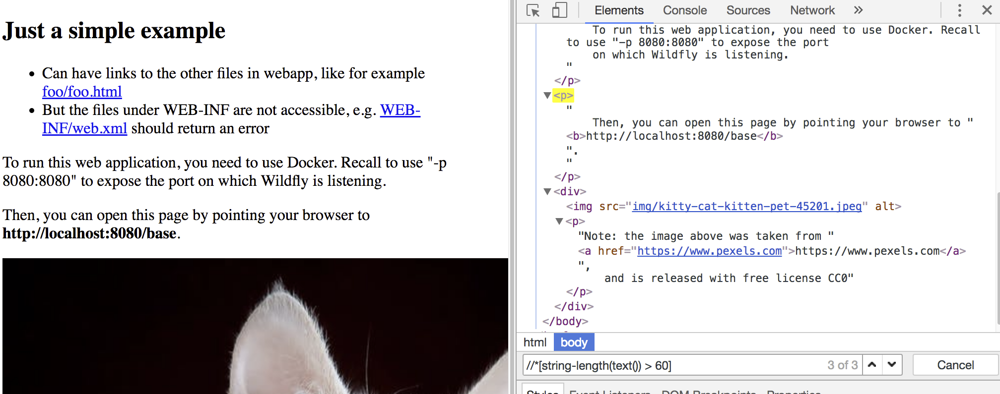 Just a simple example
Can have links to the other files in webapp, like for example
foo/foo.html
But the files under WEB-INF are not accessible, e.g. WEB-
INF/web.xml should return an error
To run this web application, you need to use Docker. Recall to use "-p
8080:8080" to expose the port on which Wildfly is listening.
Then, you can open this page by pointing your browser to
http://localhost:8080/base.
Elements Console Sources Network »
To run this web application, you need to use Docker. Recall
to use "-p 8080:8080" to expose the port
on which Wildfly is listening.
"
</p>
▼<p>
"
Then, you can open this page by pointing your browser to "
<b>http://localhost:8080/base</b>
".
"
</p>
▼<div>
<img src="img/kitty-cat-kitten-pet-45201.jpeg" alt>
▼<p>
"Note: the image above was taken from "
<a href="https://www.pexels.com">https://www.pexels.com</a>
",
and is released with free license CC0"
</p>
</div>
</body>
html body
//*[string-length(text()) > 60] 3 of 3 Cancel
Styles Event Listeners DOM Breakpoints Properties